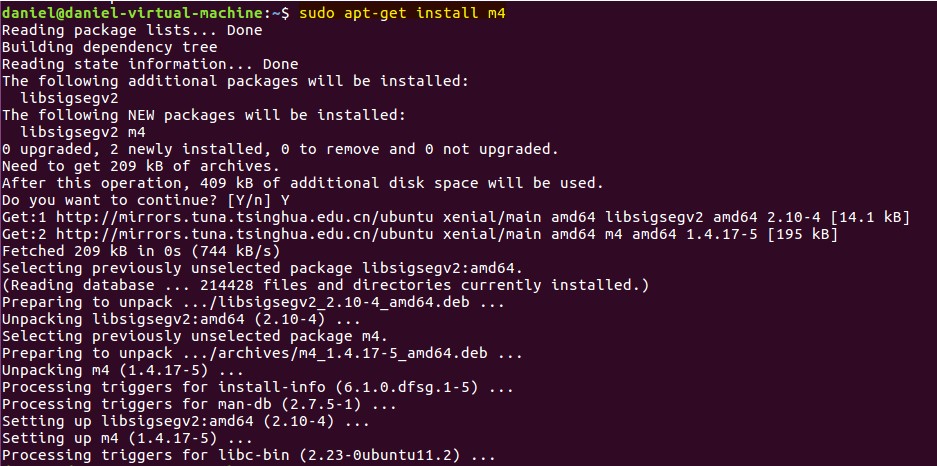 daniel@daniel-virtual-machine:~$ sudo apt-get install m4
Reading package lists... Done
Building dependency tree
Reading state information... Done
The following additional packages will be installed:
  libsigsegv2
The following NEW packages will be installed:
  libsigsegv2 m4
0 upgraded, 2 newly installed, 0 to remove and 0 not upgraded.
Need to get 209 kB of archives.
After this operation, 409 kB of additional disk space will be used.
Do you want to continue? [Y/n] Y
Get:1 http://mirrors.tuna.tsinghua.edu.cn/ubuntu xenial/main amd64 libsigsegv2 amd64 2.10-4 [14.1 kB]
Get:2 http://mirrors.tuna.tsinghua.edu.cn/ubuntu xenial/main amd64 m4 amd64 1.4.17-5 [195 kB]
Fetched 209 kB in 0s (744 kB/s)
Selecting previously unselected package libsigsegv2:amd64.
(Reading database ... 214428 files and directories currently installed.)
Preparing to unpack .../libsigsegv2_2.10-4_amd64.deb ...
Unpacking libsigsegv2:amd64 (2.10-4) ...
Selecting previously unselected package m4.
Preparing to unpack .../archives/m4_1.4.17-5_amd64.deb ...
Unpacking m4 (1.4.17-5) ...
Processing triggers for install-info (6.1.0.dfsg.1-5) ...
Processing triggers for man-db (2.7.5-1) ...
Setting up libsigsegv2:amd64 (2.10-4) ...
Setting up m4 (1.4.17-5) ...
Processing triggers for libc-bin (2.23-0ubuntu11.2) ...